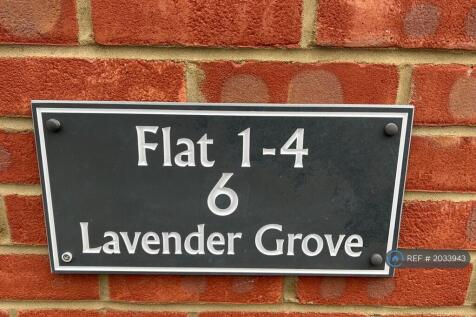 Flat 1-4
6
Lavender Grove
REF # 2033943